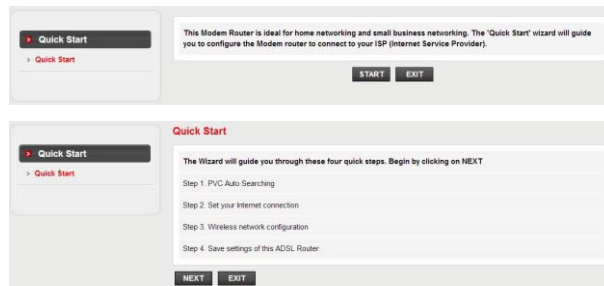 Quick Start
Quick Start
This Modem Router is ideal for home networking and small business networking. The 'Quick Start' wizard will guide
you to configure the Modem router to connect to your ISP (Internet Service Provider).
START EXIT
Quick Start
Quick Start
Quick Start
The Wizard will guide you through these four quick steps. Begin by clicking on NEXT
Step 1. PVC Auto Searching
Step 2. Set your Internet connection
Step 3. Wireless network configuration
Step 4. Save settings of this ADSL Router
NEXT EXIT